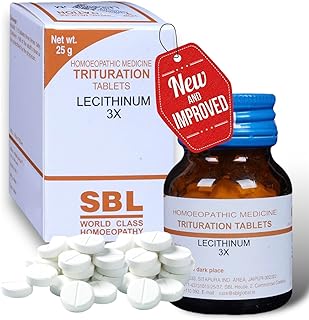 Net wt.
25 g
HOMOEOPATHIC MEDICINE
TRITURATION
TABLETS
LECITHINUM
3X
SBL
WORLD CLASS
HOMOEOPATHY
New
AND
IMPROVED
HOMOEOPATHIC MEDICINE
TRITURATION TABLETS
LECITHINUM
3X
dark place